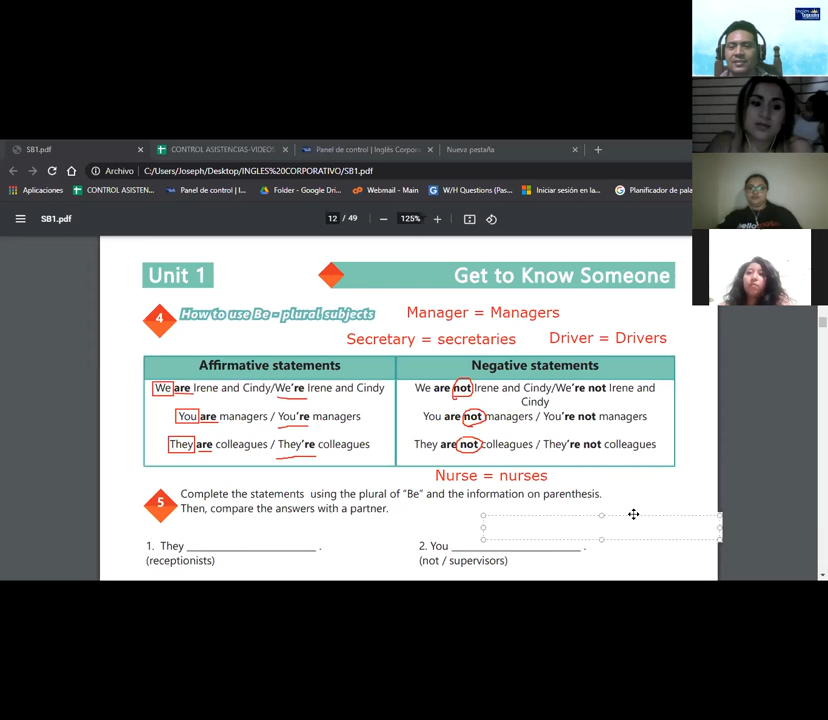 SB1.pdf
CONTROL ASISTENCIAS-VIDEOS
Panel de control | Inglés Corpor
Nueva pestaña
Archivo
C:/Users/Joseph/Desktop/INGLES%20CORPORATIVO/SB1.pdf
Aplicaciones
CONTROL ASISTEN...
Panel de control | I...
Folder - Google Dri...
Webmail - Main
W/H Questions (Pas...
Iniciar sesión en la...
Planificador de pala
SB1.pdf
12 / 49
125%
Unit 1
Get to Know Someone
4
How to use Be - plural subjects
Manager = Managers
Secretary = secretaries
Driver = Drivers
Affirmative statements
Negative statements
We are Irene and Cindy/We're Irene and Cindy
We are not Irene and Cindy/We're not Irene and
Cindy
You are managers / You're managers
You are not managers / You're not managers
They are colleagues / They're colleagues
They are not colleagues / They're not colleagues
Nurse = nurses
5
Complete the statements using the plural of "Be" and the information on parenthesis.
Then, compare the answers with a partner.
1. They ______________________ .
(receptionists)
2. You ______________________ .
(not / supervisors)